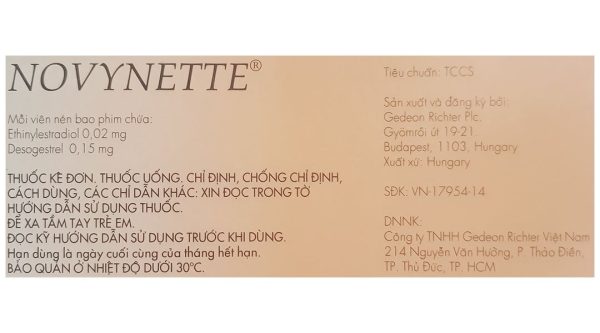 NOVYNETTE®
Mỗi viên nén bao phim chứa:
Ethinylestradiol 0,02 mg
Desogestrel 0,15 mg
THUỐC KÊ ĐƠN. THUỐC UỐNG. CHỈ ĐỊNH, CHỐNG CHỈ ĐỊNH,
CÁCH DÙNG, CÁC CHỈ DẪN KHÁC: XIN ĐỌC TRONG TỜ
HƯỚNG DẪN SỬ DỤNG THUỐC.
ĐỂ XA TẦM TAY TRẺ EM.
ĐỌC KỸ HƯỚNG DẪN SỬ DỤNG TRƯỚC KHI DÙNG.
Hạn dùng là ngày cuối cùng của tháng hết hạn.
BẢO QUẢN Ở NHIỆT ĐỘ DƯỚI 30°C.
Tiêu chuẩn: TCCS
Sản xuất và đăng ký bởi:
Gedeon Richter Plc.
Gyömrői út 19-21.
Budapest, 1103, Hungary
Xuất xứ: Hungary
SĐK: VN-17954-14
DNNK:
Công ty TNHH Gedeon Richter Việt Nam
214 Nguyễn Văn Hưởng, P. Thảo Điền,
TP. Thủ Đức, TP. HCM